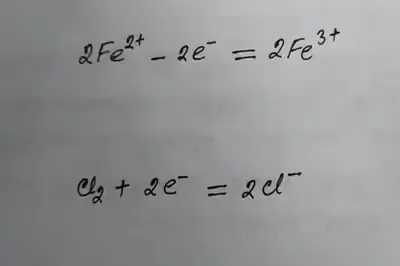 2Fe²⁺ – 2e⁻ = 2Fe³⁺
Cl₂ + 2e⁻ = 2Cl⁻